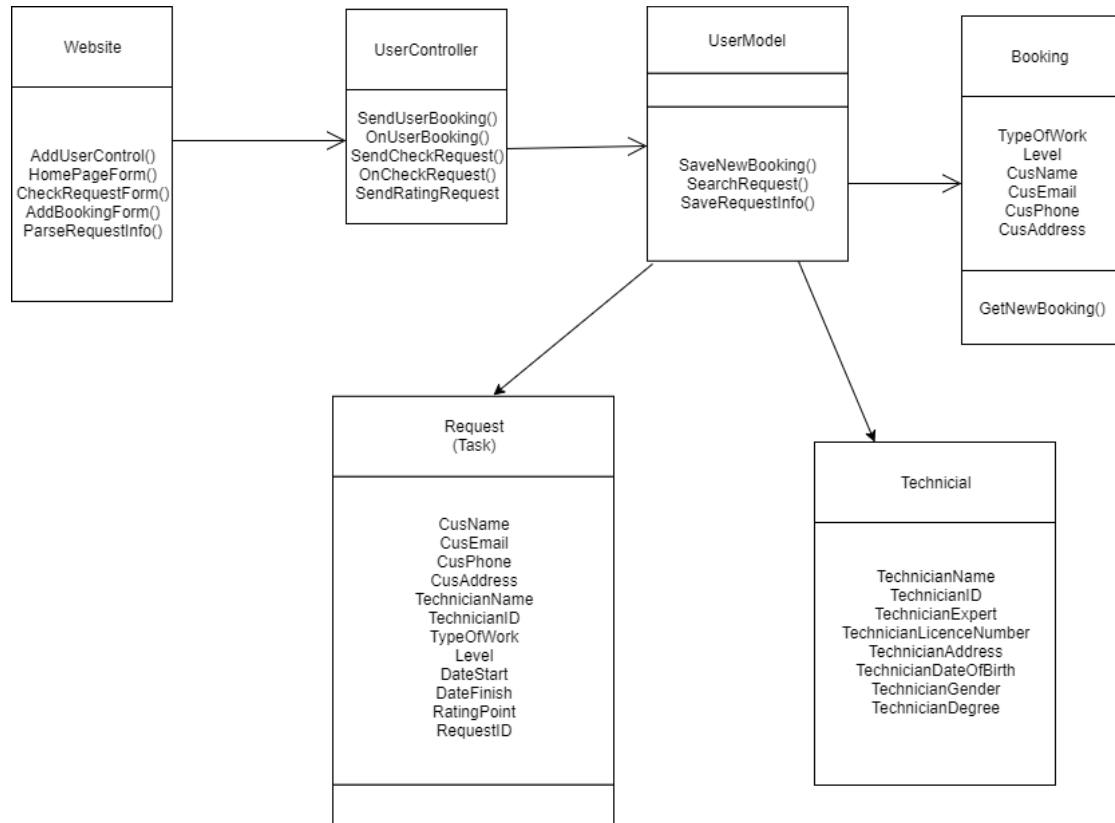 Website
AddUserControl()
HomePageForm()
CheckRequestForm()
AddBookingForm()
ParseRequestInfo()
UserController
SendUserBooking()
OnUserBooking()
SendCheckRequest()
OnCheckRequest()
SendRatingRequest
UserModel
SaveNewBooking()
SearchRequest()
SaveRequestInfo()
Booking
TypeOfWork
Level
CusName
CusEmail
CusPhone
CusAddress
GetNewBooking()
Request
(Task)
CusName
CusEmail
CusPhone
CusAddress
TechnicianName
TechnicianID
TypeOfWork
Level
DateStart
DateFinish
RatingPoint
RequestID
Technicial
TechnicianName
TechnicianID
TechnicianExpert
TechnicianLicenceNumber
TechnicianAddress
TechnicianDateOfBirth
TechnicianGender
TechnicianDegree